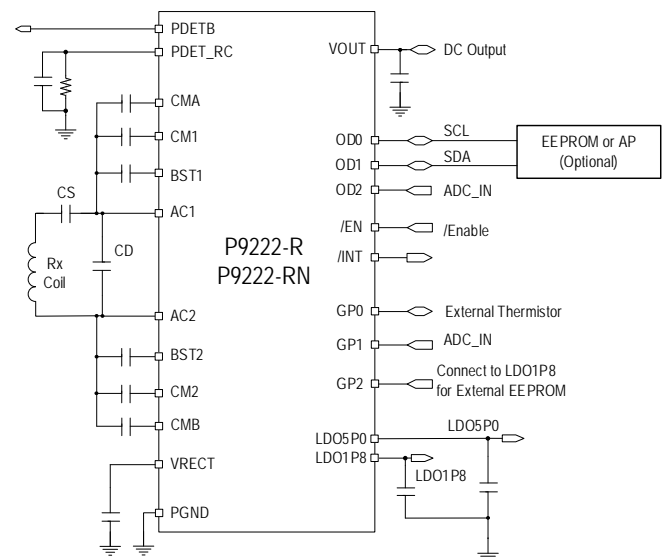 PDETB
PDET_RC
CMA
CM1
BST1
CS
AC1
CD
Rx
Coil
AC2
BST2
CM2
CMB
VRECT
PGND
P9222-R
P9222-RN
VOUT
DC Output
OD0
SCL
OD1
SDA
EEPROM or AP
(Optional)
OD2
ADC_IN
/EN
/Enable
/INT
GP0
External Thermistor
GP1
ADC_IN
GP2
Connect to LDO1P8
for External EEPROM
LDO5P0
LDO5P0
LDO1P8
LDO1P8